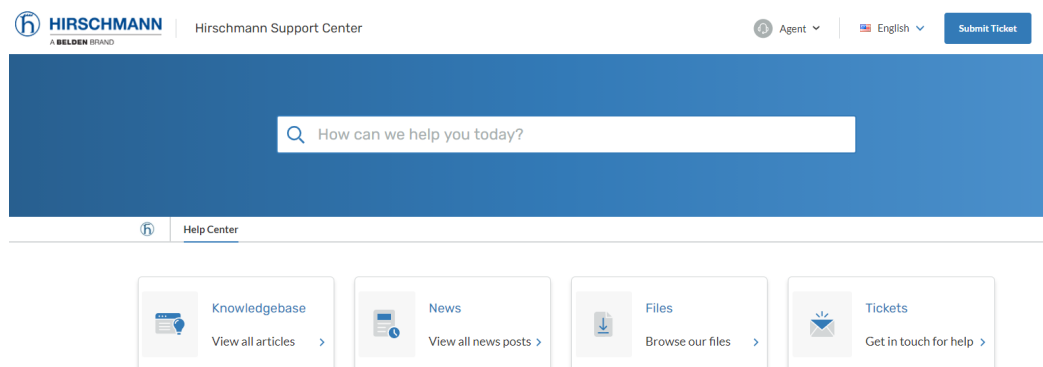 HIRSCHMANN
A BELDEN BRAND
Hirschmann Support Center
Agent
English
Submit Ticket
How can we help you today?
Help Center
Knowledgebase
View all articles
News
View all news posts
Files
Browse our files
Tickets
Get in touch for help